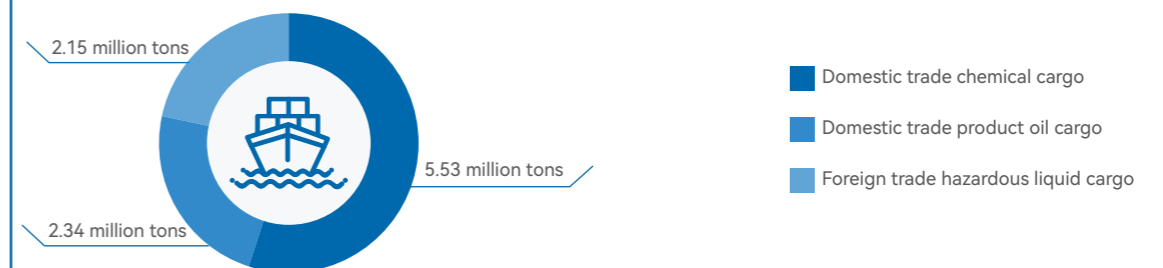 2.15 million tons
5.53 million tons
2.34 million tons
Domestic trade chemical cargo
Domestic trade product oil cargo
Foreign trade hazardous liquid cargo